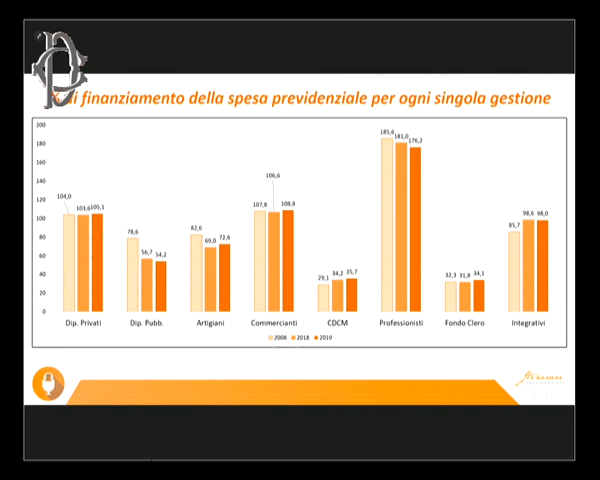 % di finanziamento della spesa previdenziale per ogni singola gestione
200
180
160
140
120
100
80
60
40
20
0
104,0 103,6 105,1
78,6 56,7 54,2
82,6 69,0 72,6
107,8 106,6 108,8
29,1 34,2 35,7
185,6 181,0 176,2
32,3 31,8 34,1
85,7 98,6 98,0
Dip. Privati Dip. Pubb. Artigiani Commercianti CDCM Professionisti Fondo Clero Integrativi
2008 2018 2019